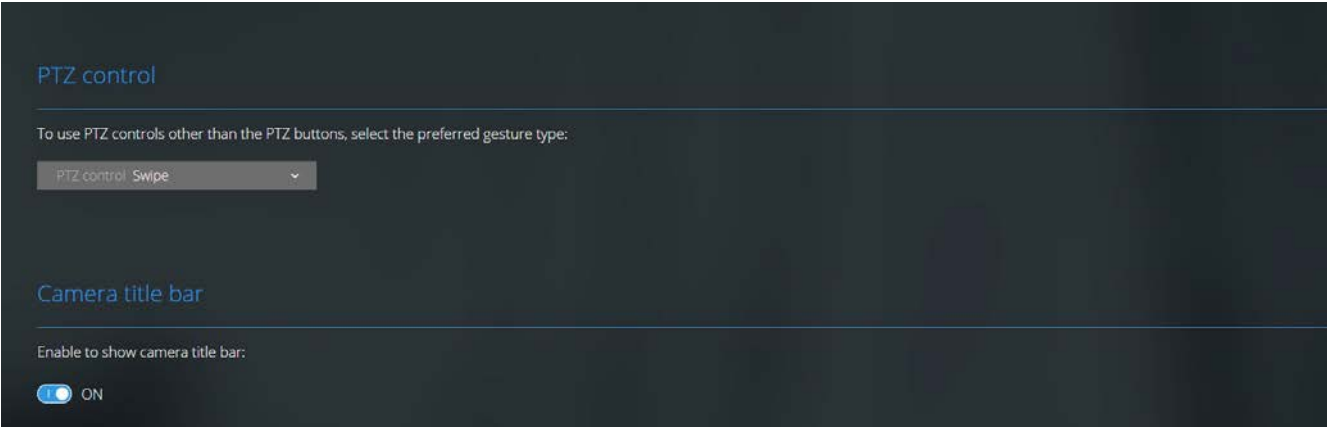 PTZ control
To use PTZ controls other than the PTZ buttons, select the preferred gesture type:
PTZ control Swipe
Camera title bar
Enable to show camera title bar:
ON